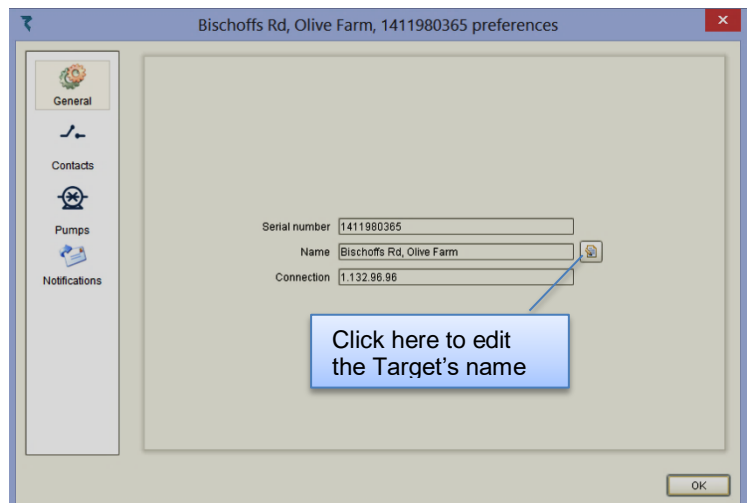 Bischoffs Rd, Olive Farm, 1411980365 preferences
General
Contacts
Pumps
Notifications
Serial number 1411980365
Name Bischoffs Rd, Olive Farm
Connection 1.132.96.96
Click here to edit
the Target's name
OK